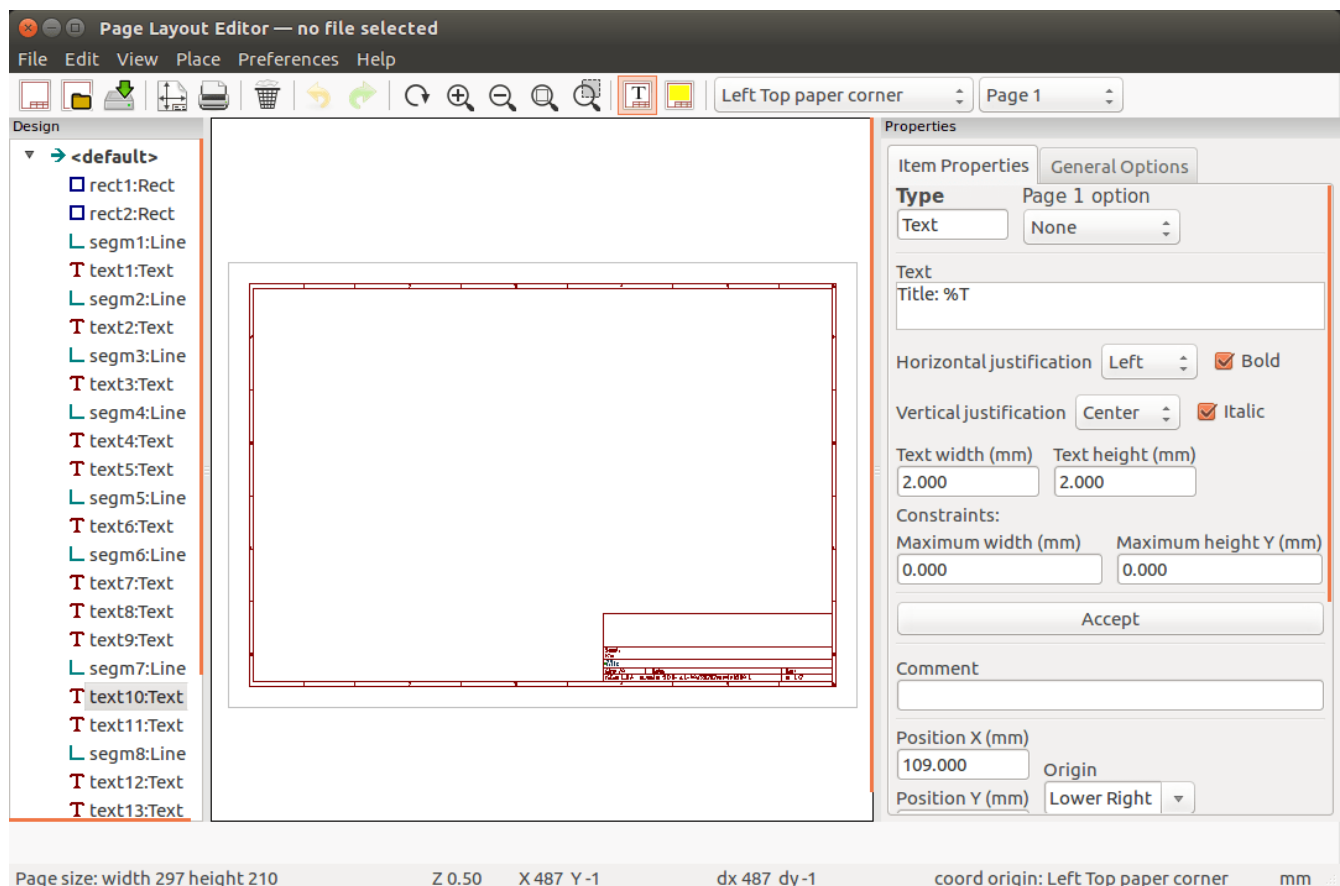 Page Layout Editor — no file selected
File Edit View Place Preferences Help
T Left Top paper corner Page 1
Design
<default>
rect1:Rect
rect2:Rect
segm1:Line
T text1:Text
segm2:Line
T text2:Text
segm3:Line
T text3:Text
segm4:Line
T text4:Text
T text5:Text
segm5:Line
T text6:Text
segm6:Line
T text7:Text
T text8:Text
T text9:Text
segm7:Line
T text10:Text
T text11:Text
segm8:Line
T text12:Text
T text13:Text
Properties
Item Properties General Options
Type Page 1 option
Text None
Text
Title: %T
Horizontal justification Left Bold
Vertical justification Center Italic
Text width (mm) Text height (mm)
2.000 2.000
Constraints:
Maximum width (mm) Maximum height Y (mm)
0.000 0.000
Accept
Comment
Position X (mm)
109.000 Origin
Position Y (mm) Lower Right
Page size: width 297 height 210 Z 0.50 X 487 Y -1 dx 487 dy -1 coord origin: Left Top paper corner mm